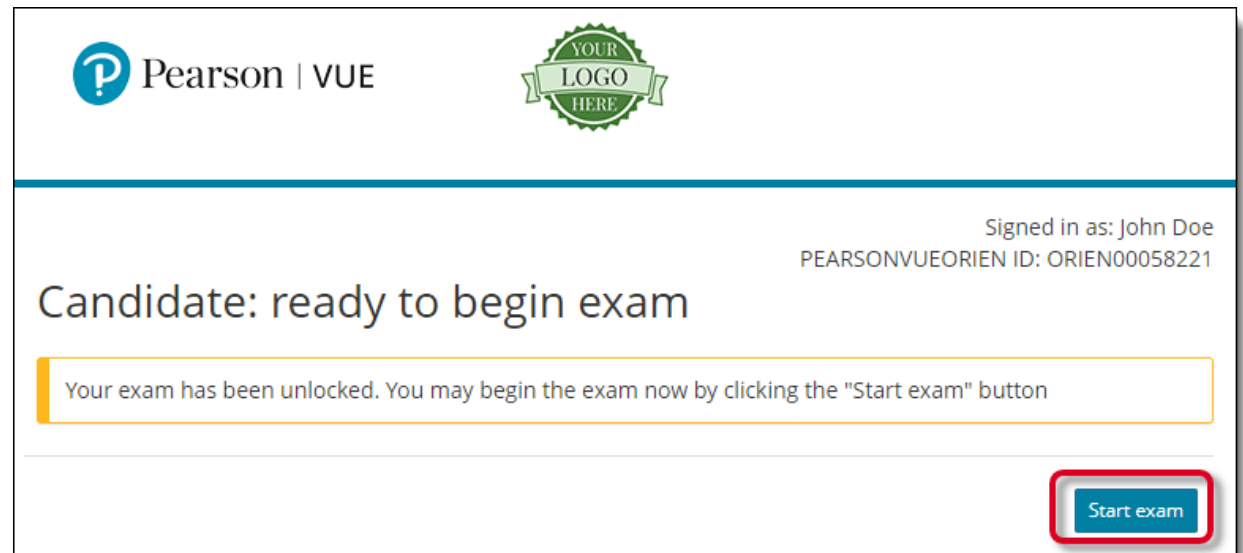 Pearson | VUE
YOUR
LOGO
HERE
Signed in as: John Doe
PEARSONVUEORIEN ID: ORIEN00058221
Candidate: ready to begin exam
Your exam has been unlocked. You may begin the exam now by clicking the "Start exam" button
Start exam